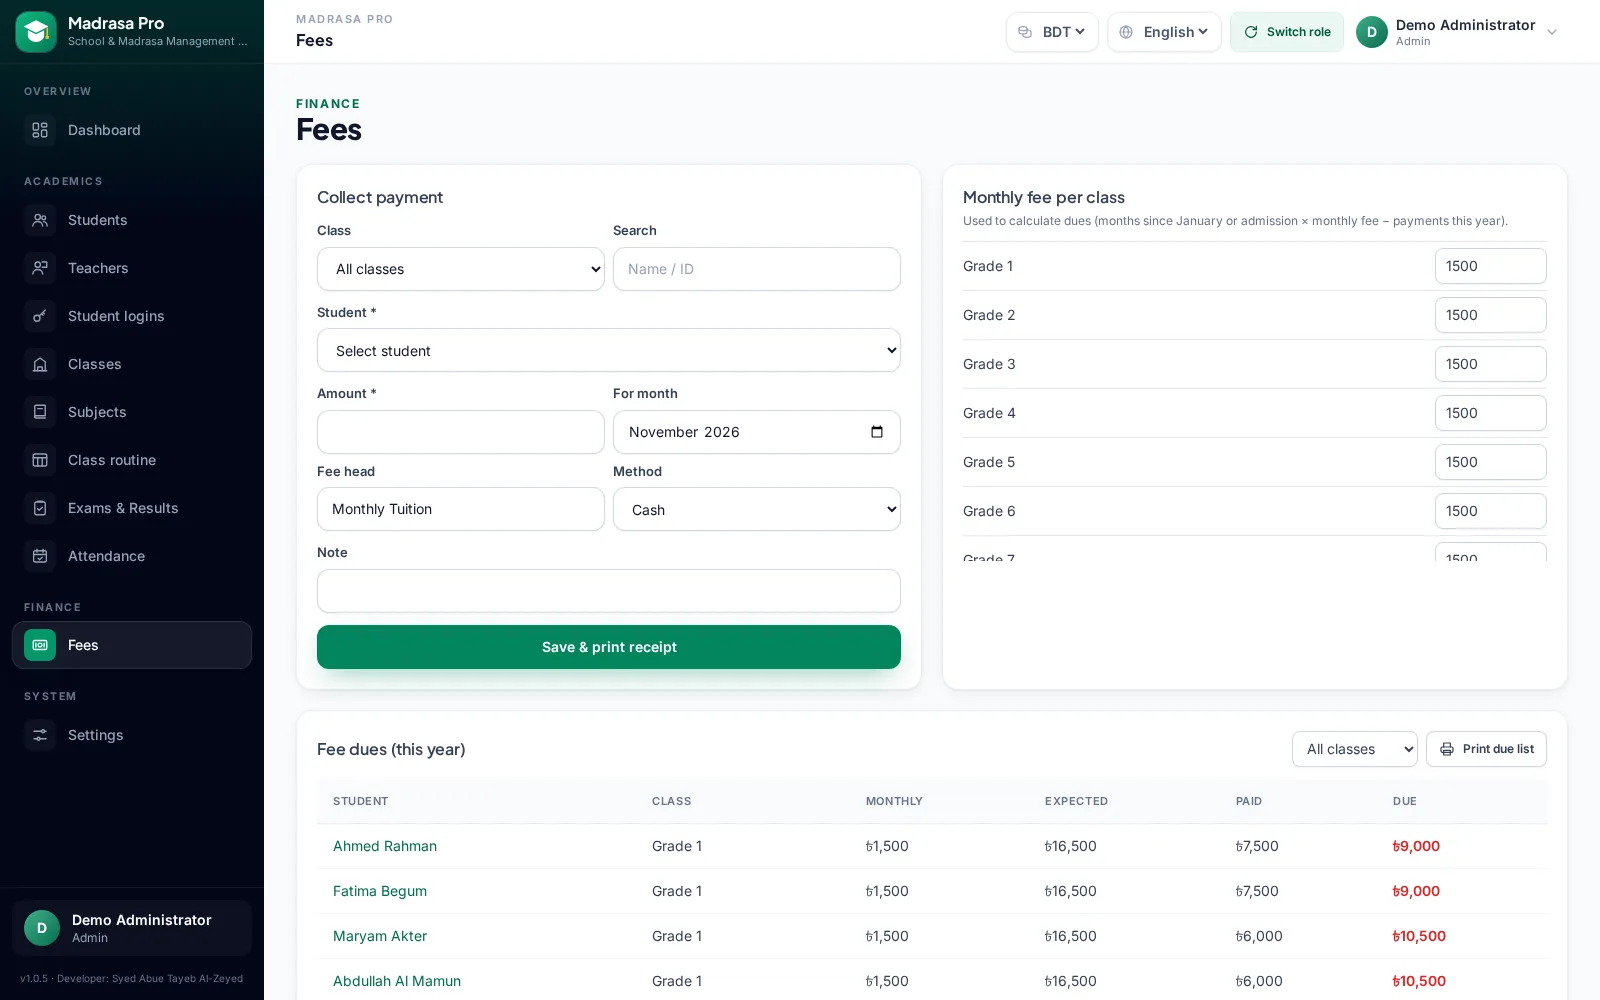 Madrasa Pro
School & Madrasa Management ...
OVERVIEW
Dashboard
ACADEMICS
Students
Teachers
Student logins
Classes
Subjects
Class routine
Exams & Results
Attendance
FINANCE
Fees
SYSTEM
Settings
D
Demo Administrator
Admin
v1.0.5 · Developer: Syed Abue Tayeb Al-Zeyed
MADRASA PRO
Fees
BDT
English
Switch role
D
Demo Administrator
Admin
FINANCE
Fees
Collect payment
Class Search
All classes Name / ID
Student *
Select student
Amount * For month
November 2026
Fee head Method
Monthly Tuition Cash
Note
Save & print receipt
Monthly fee per class
Used to calculate dues (months since January or admission × monthly fee − payments this year).
Grade 1 1500
Grade 2 1500
Grade 3 1500
Grade 4 1500
Grade 5 1500
Grade 6 1500
Grade 7 1500
Fee dues (this year)
All classes
Print due list
STUDENT CLASS MONTHLY EXPECTED PAID DUE
Ahmed Rahman Grade 1 ৳1,500 ৳16,500 ৳7,500 ৳9,000
Fatima Begum Grade 1 ৳1,500 ৳16,500 ৳7,500 ৳9,000
Maryam Akter Grade 1 ৳1,500 ৳16,500 ৳6,000 ৳10,500
Abdullah Al Mamun Grade 1 ৳1,500 ৳16,500 ৳6,000 ৳10,500